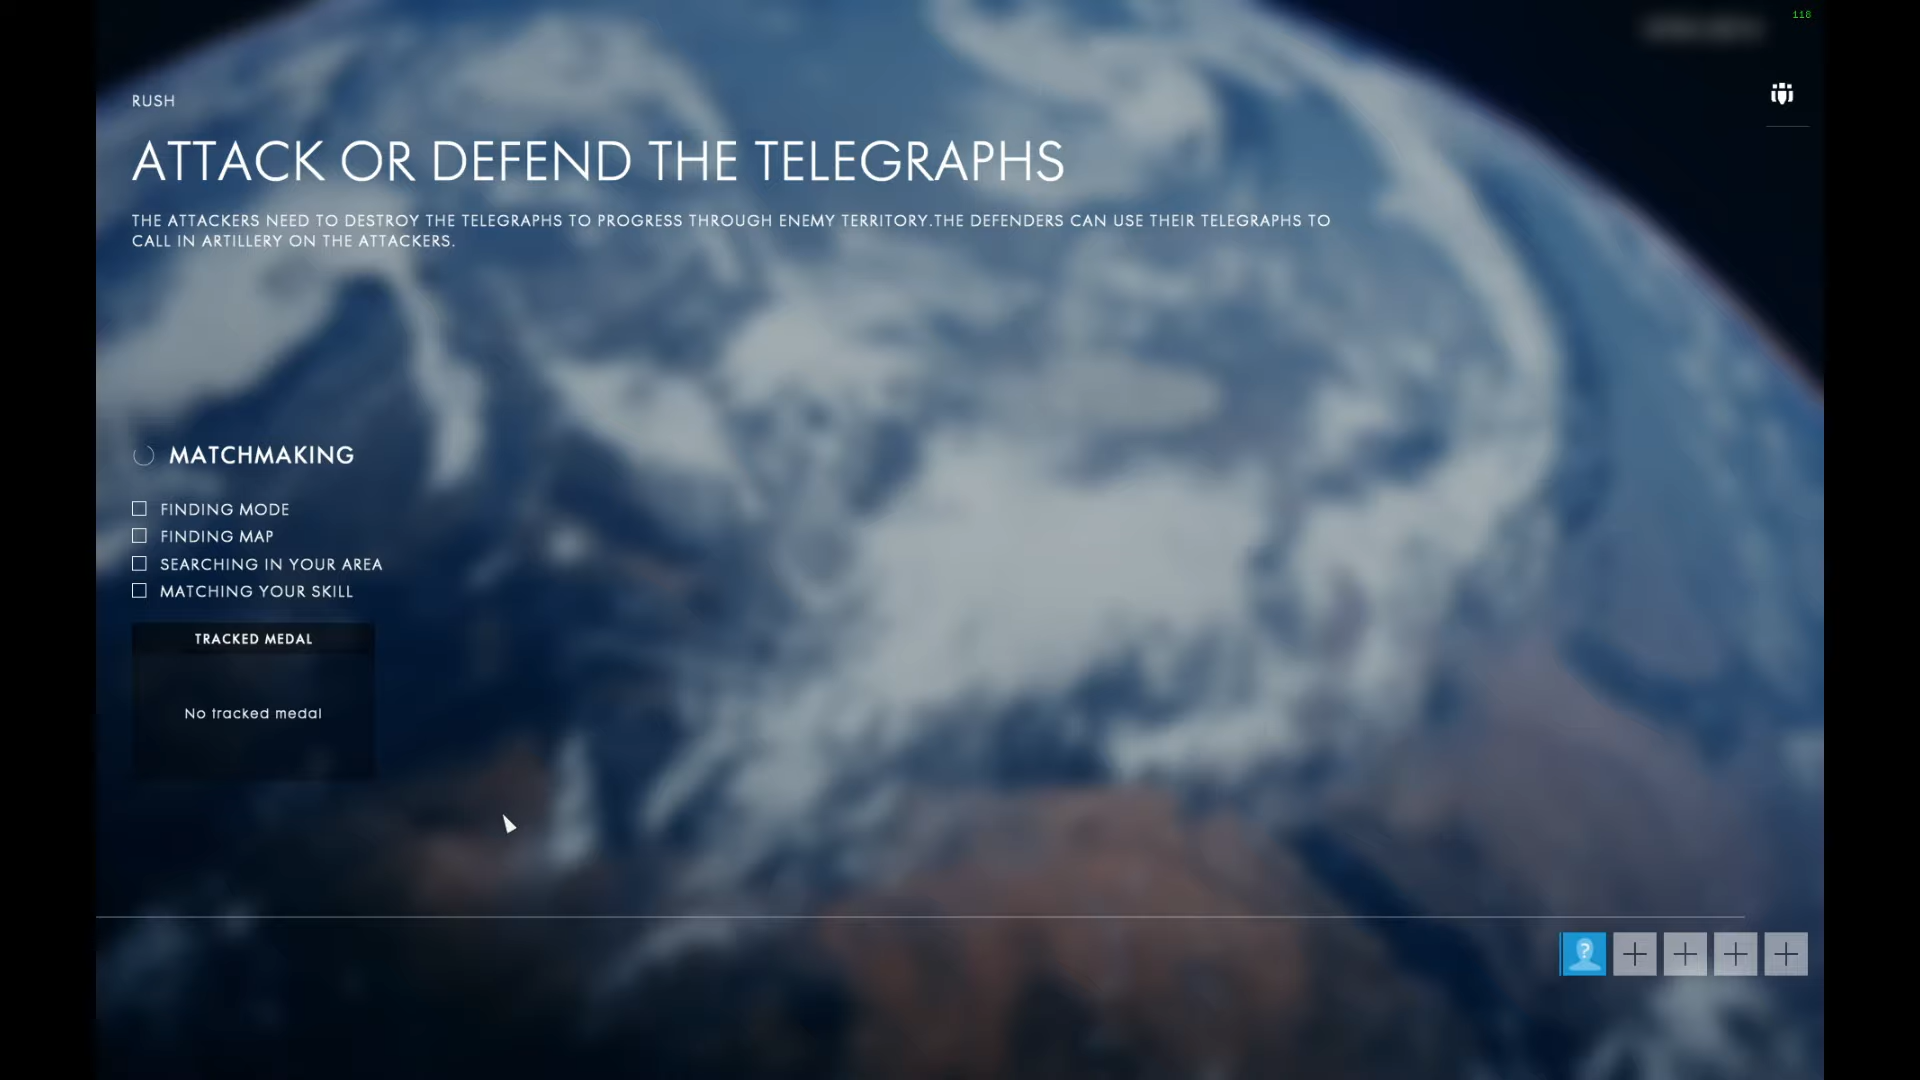 118
RUSH
ATTACK OR DEFEND THE TELEGRAPHS
THE ATTACKERS NEED TO DESTROY THE TELEGRAPHS TO PROGRESS THROUGH ENEMY TERRITORY.THE DEFENDERS CAN USE THEIR TELEGRAPHS TO
CALL IN ARTILLERY ON THE ATTACKERS.
MATCHMAKING
FINDING MODE
FINDING MAP
SEARCHING IN YOUR AREA
MATCHING YOUR SKILL
TRACKED MEDAL
No tracked medal
?